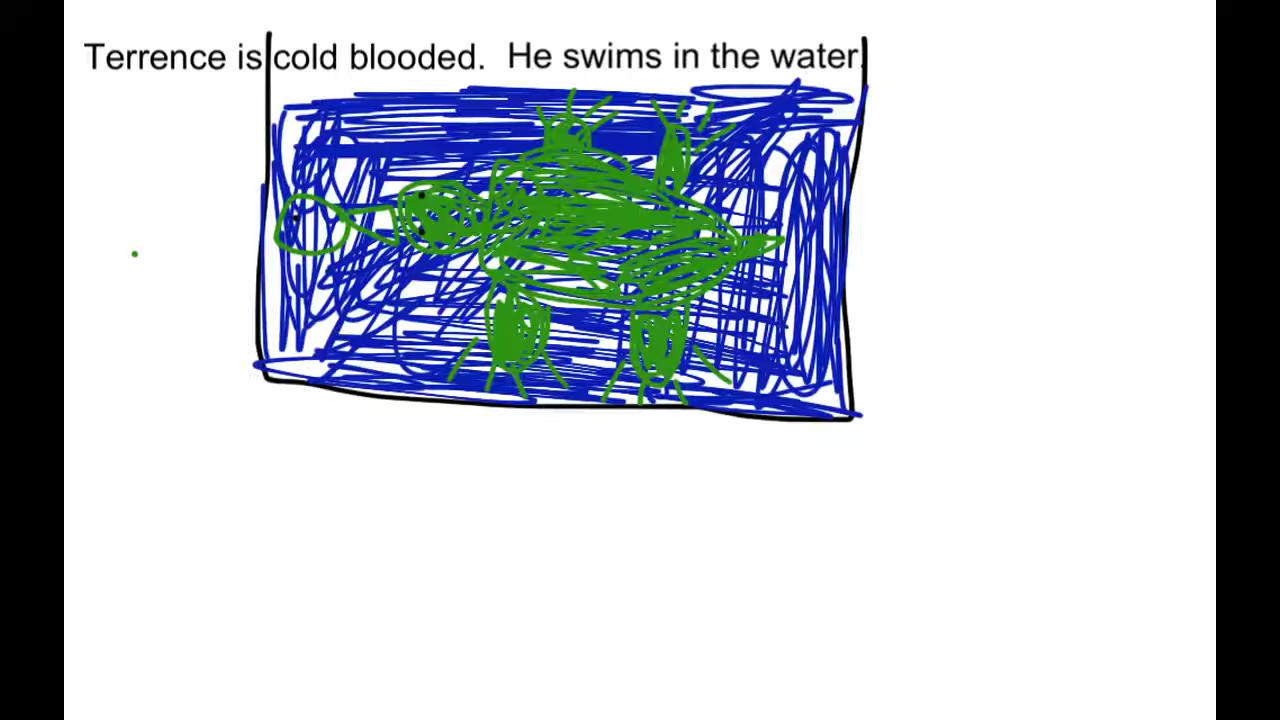 Terrence is cold blooded.  He swims in the water.